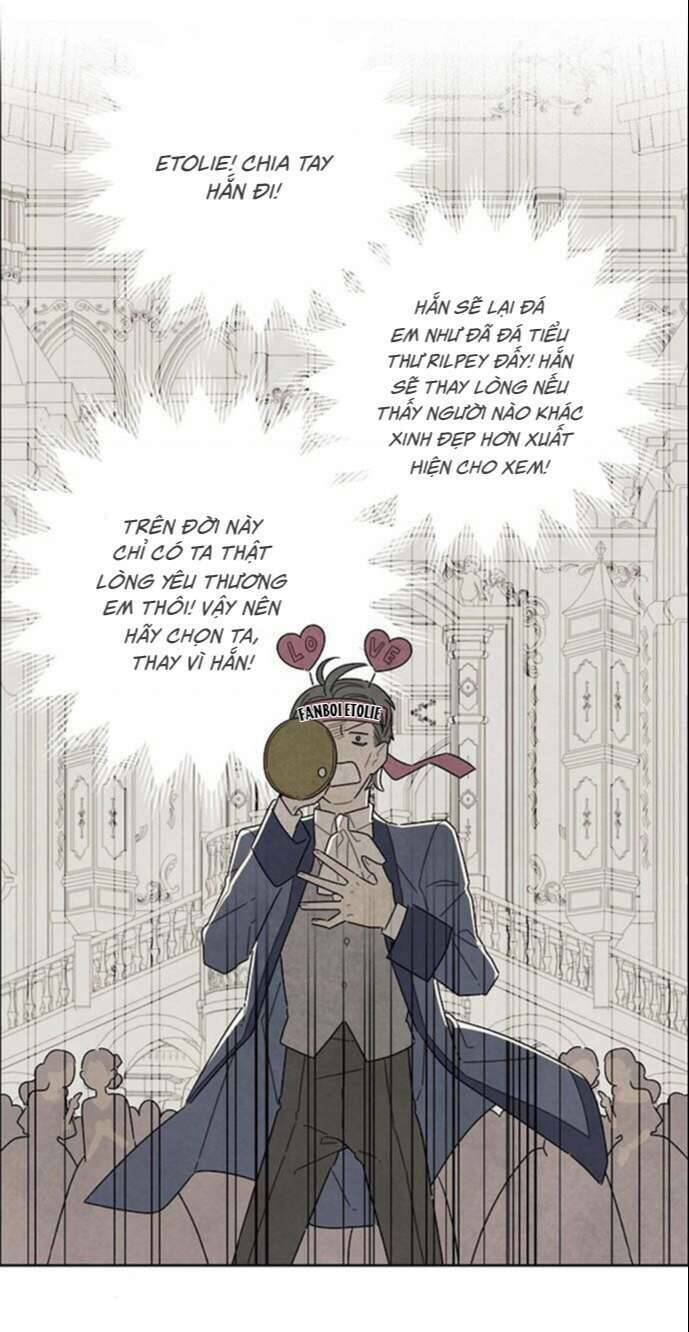 ETOLIE! CHIA TAY
HẮN ĐI!
HẮN SẼ LẠI ĐÁ
EM NHƯ ĐÃ ĐÁ TIỂU
THƯ RILPEY ĐẤY! HẮN
SẼ THAY LÒNG NẾU
THẤY NGƯỜI NÀO KHÁC
XINH ĐẸP HƠN XUẤT
HIỆN CHO XEM!
TRÊN ĐỜI NÀY
CHỈ CÓ TA THẬT
LÒNG YÊU THƯƠNG
EM THÔI! VẬY NÊN
HÃY CHỌN TA,
THAY VÌ HẮN!
LO VE
FANBOI ETOLIE